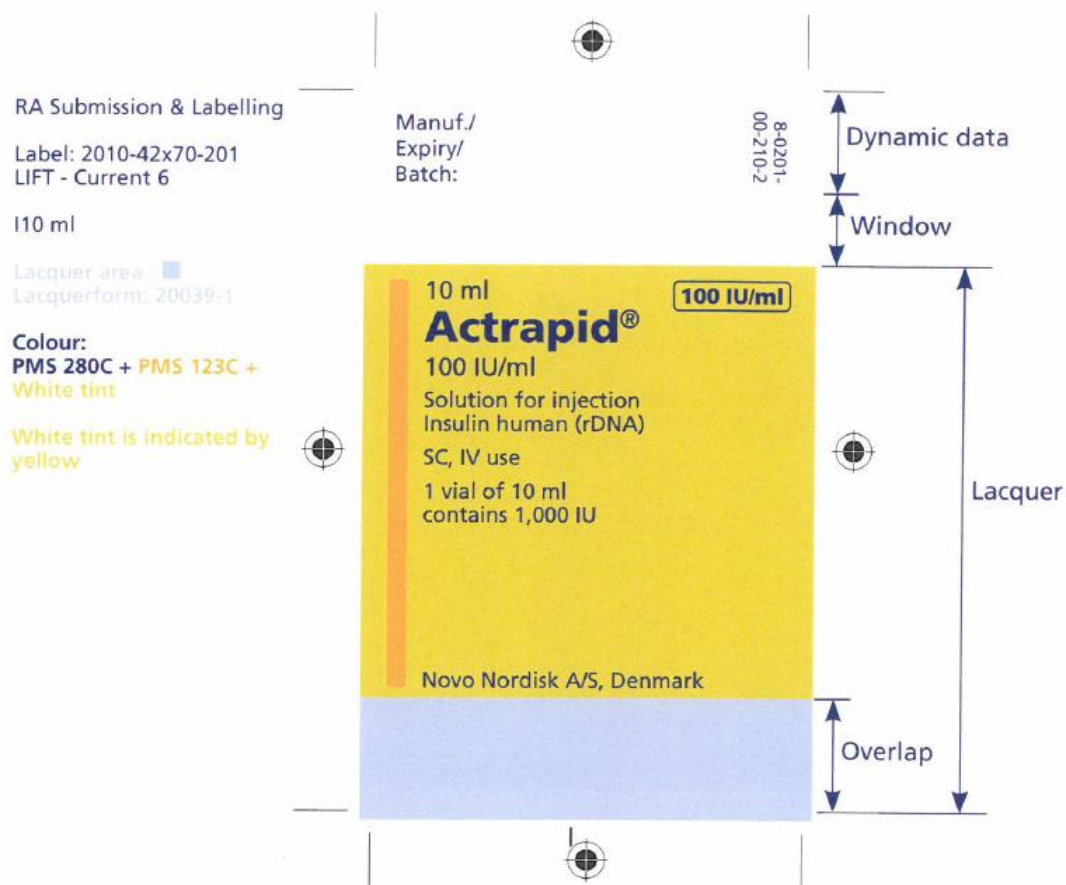 RA Submission & Labelling
Label: 2010-42x70-201
LIFT - Current 6
I10 ml
Lacquer area :
Lacquerform: 20039-1
Colour:
PMS 280C + PMS 123C +
White tint
White tint is indicated by
yellow
Manuf./
Expiry/
Batch:
8-0201-
00-210-2
Dynamic data
Window
10 ml
100 IU/ml
Actrapid®
100 IU/ml
Solution for injection
Insulin human (rDNA)
SC, IV use
1 vial of 10 ml
contains 1,000 IU
Novo Nordisk A/S, Denmark
Lacquer
Overlap